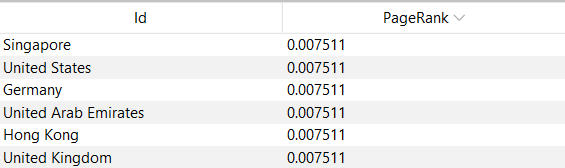 Id PageRank
Singapore 0.007511
United States 0.007511
Germany 0.007511
United Arab Emirates 0.007511
Hong Kong 0.007511
United Kingdom 0.007511